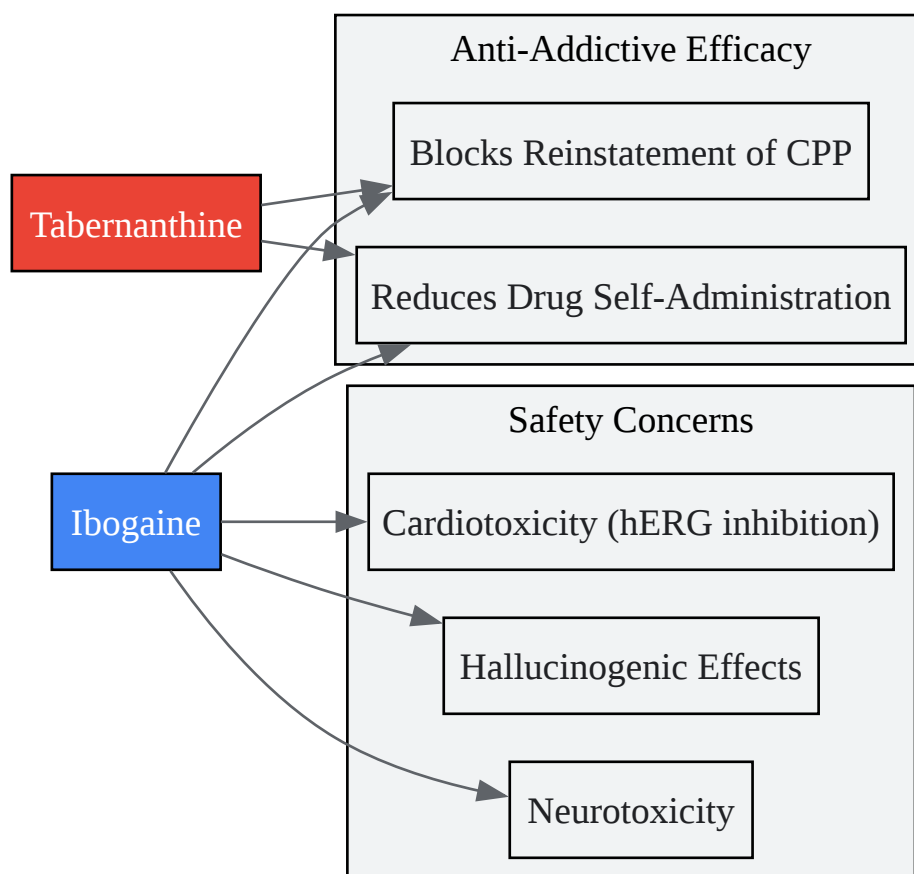 Anti-Addictive Efficacy
Blocks Reinstatement of CPP
Tabernanthine
Reduces Drug Self-Administration
Safety Concerns
Ibogaine
Cardiotoxicity (hERG inhibition)
Hallucinogenic Effects
Neurotoxicity